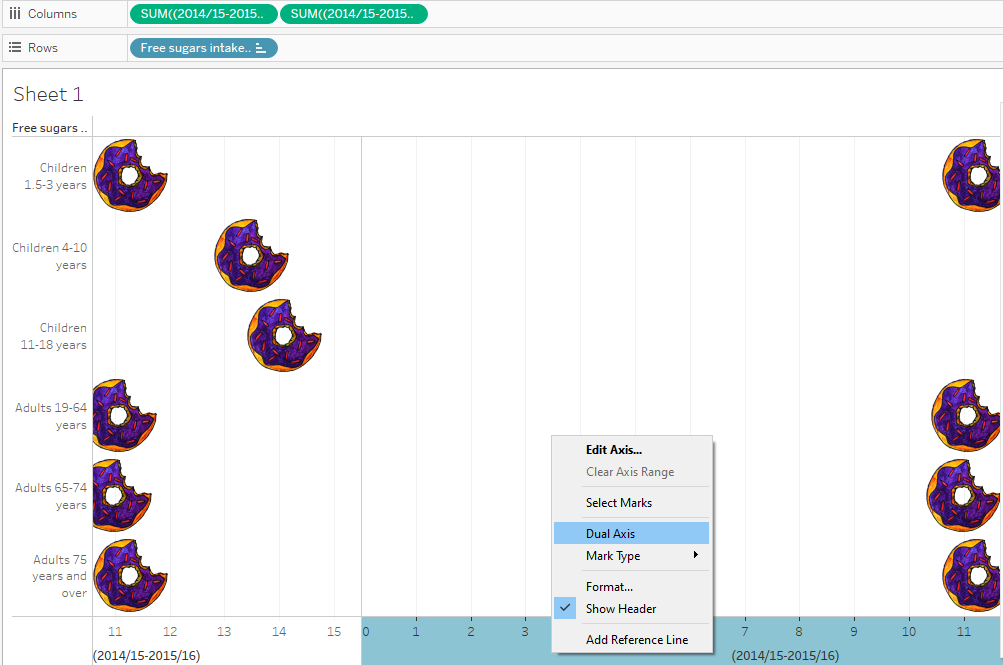 Columns
SUM((2014/15-2015..
SUM((2014/15-2015..
Rows
Free sugars intake..
Sheet 1
Free sugars ..
Children
1.5-3 years
Children 4-10
years
Children
11-18 years
Adults 19-64
years
Adults 65-74
years
Adults 75
years and
over
Edit Axis...
Clear Axis Range
Select Marks
Dual Axis
Mark Type
Format...
Show Header
Add Reference Line
11 12 13 14 15 0 1 2 3 7 8 9 10 11
(2014/15-2015/16) (2014/15-2015/16)